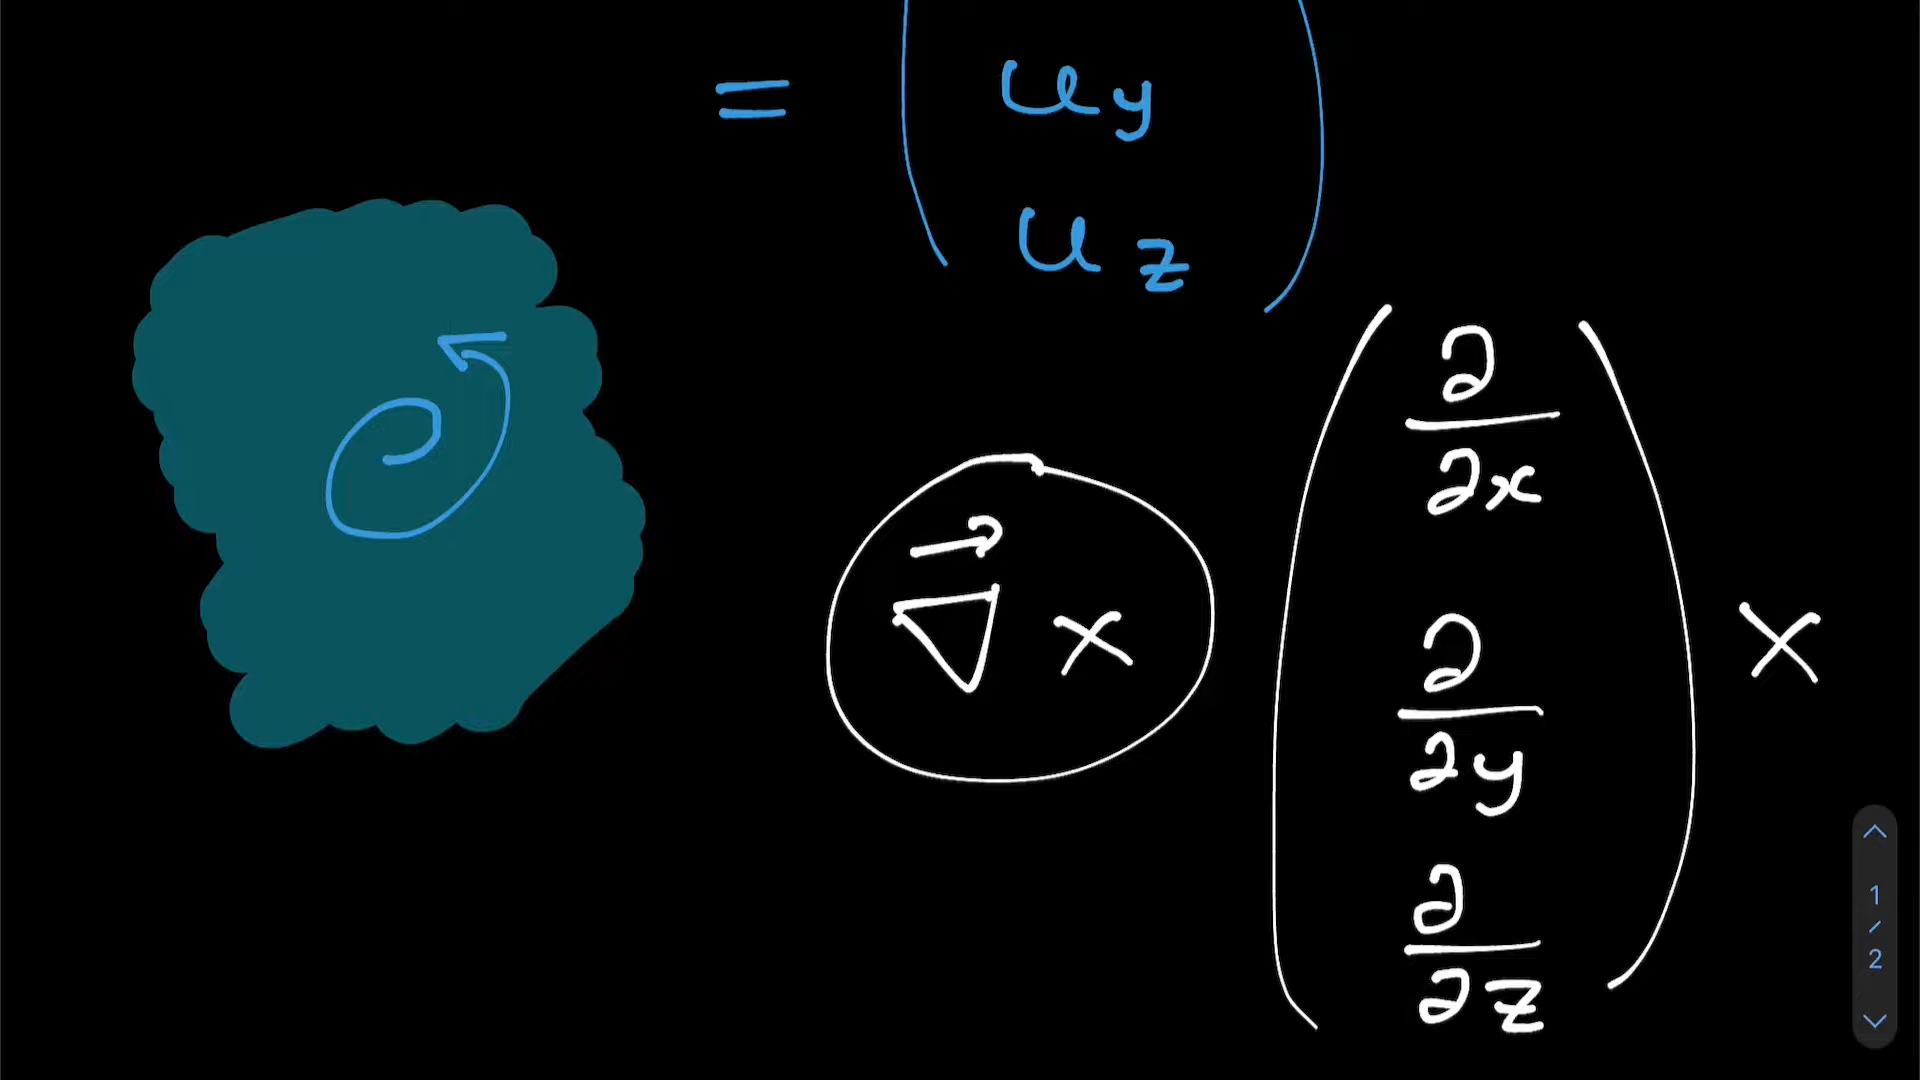 = ( u_y
u_z )
∇⃗ × ( ∂/∂x
∂/∂y
∂/∂z ) ×
1
/
2